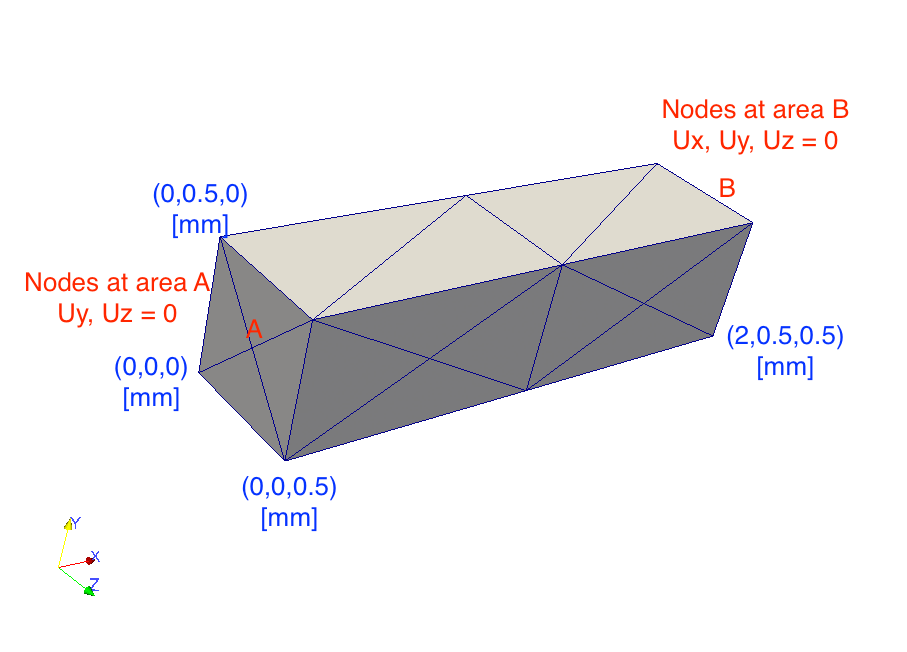 Nodes at area B
Ux, Uy, Uz = 0
B
(0,0.5,0)
[mm]
Nodes at area A
Uy, Uz = 0
A
(0,0,0)
[mm]
(2,0.5,0.5)
[mm]
(0,0,0.5)
[mm]
Y
X
Z